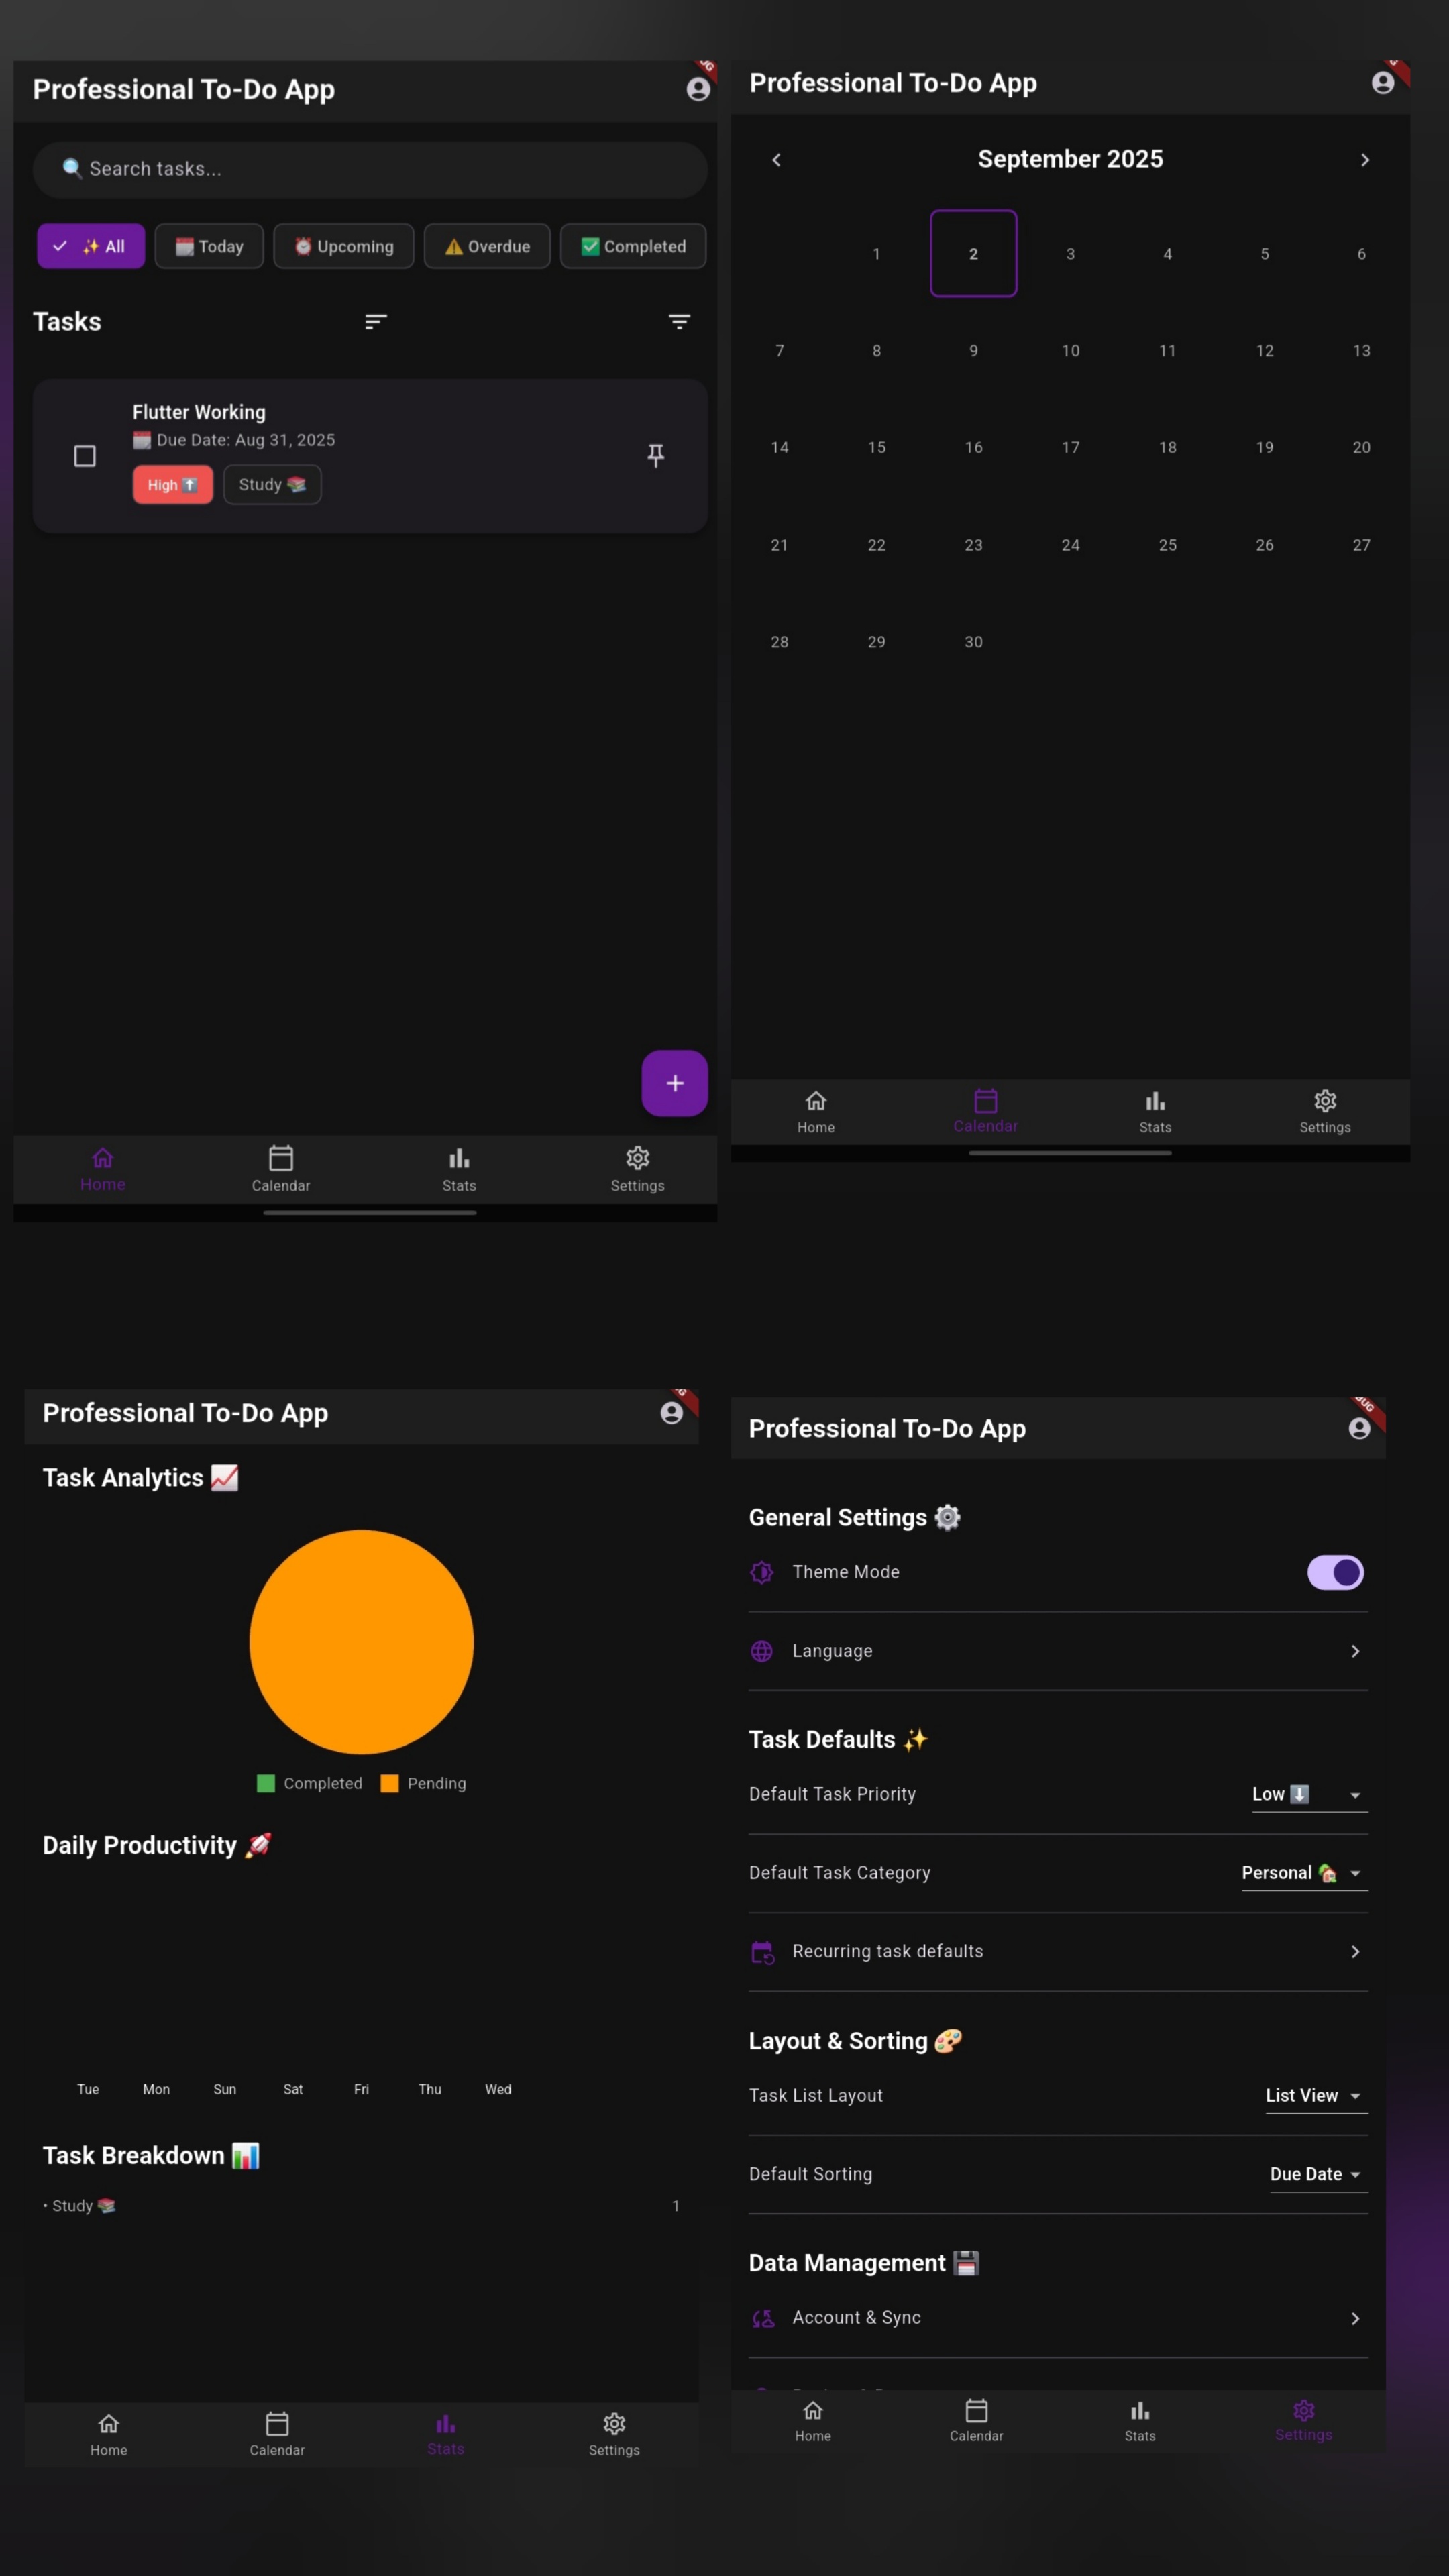 Professional To-Do App
🔍 Search tasks...
✨ All
🗓️ Today
⏰ Upcoming
⚠️ Overdue
✅ Completed
Tasks
Flutter Working
🗓️ Due Date: Aug 31, 2025
High ⬆️
Study 📚
Home
Calendar
Stats
Settings
Professional To-Do App
September 2025
1 2 3 4 5 6
7 8 9 10 11 12 13
14 15 16 17 18 19 20
21 22 23 24 25 26 27
28 29 30
Home
Calendar
Stats
Settings
Professional To-Do App
Task Analytics 📈
Completed
Pending
Daily Productivity 🚀
Tue Mon Sun Sat Fri Thu Wed
Task Breakdown 📊
• Study 📚 1
Home
Calendar
Stats
Settings
Professional To-Do App
General Settings ⚙️
Theme Mode
Language
Task Defaults ✨
Default Task Priority
Low ⬇️
Default Task Category
Personal 🏡
Recurring task defaults
Layout & Sorting 🎨
Task List Layout
List View
Default Sorting
Due Date
Data Management 💾
Account & Sync
Home
Calendar
Stats
Settings